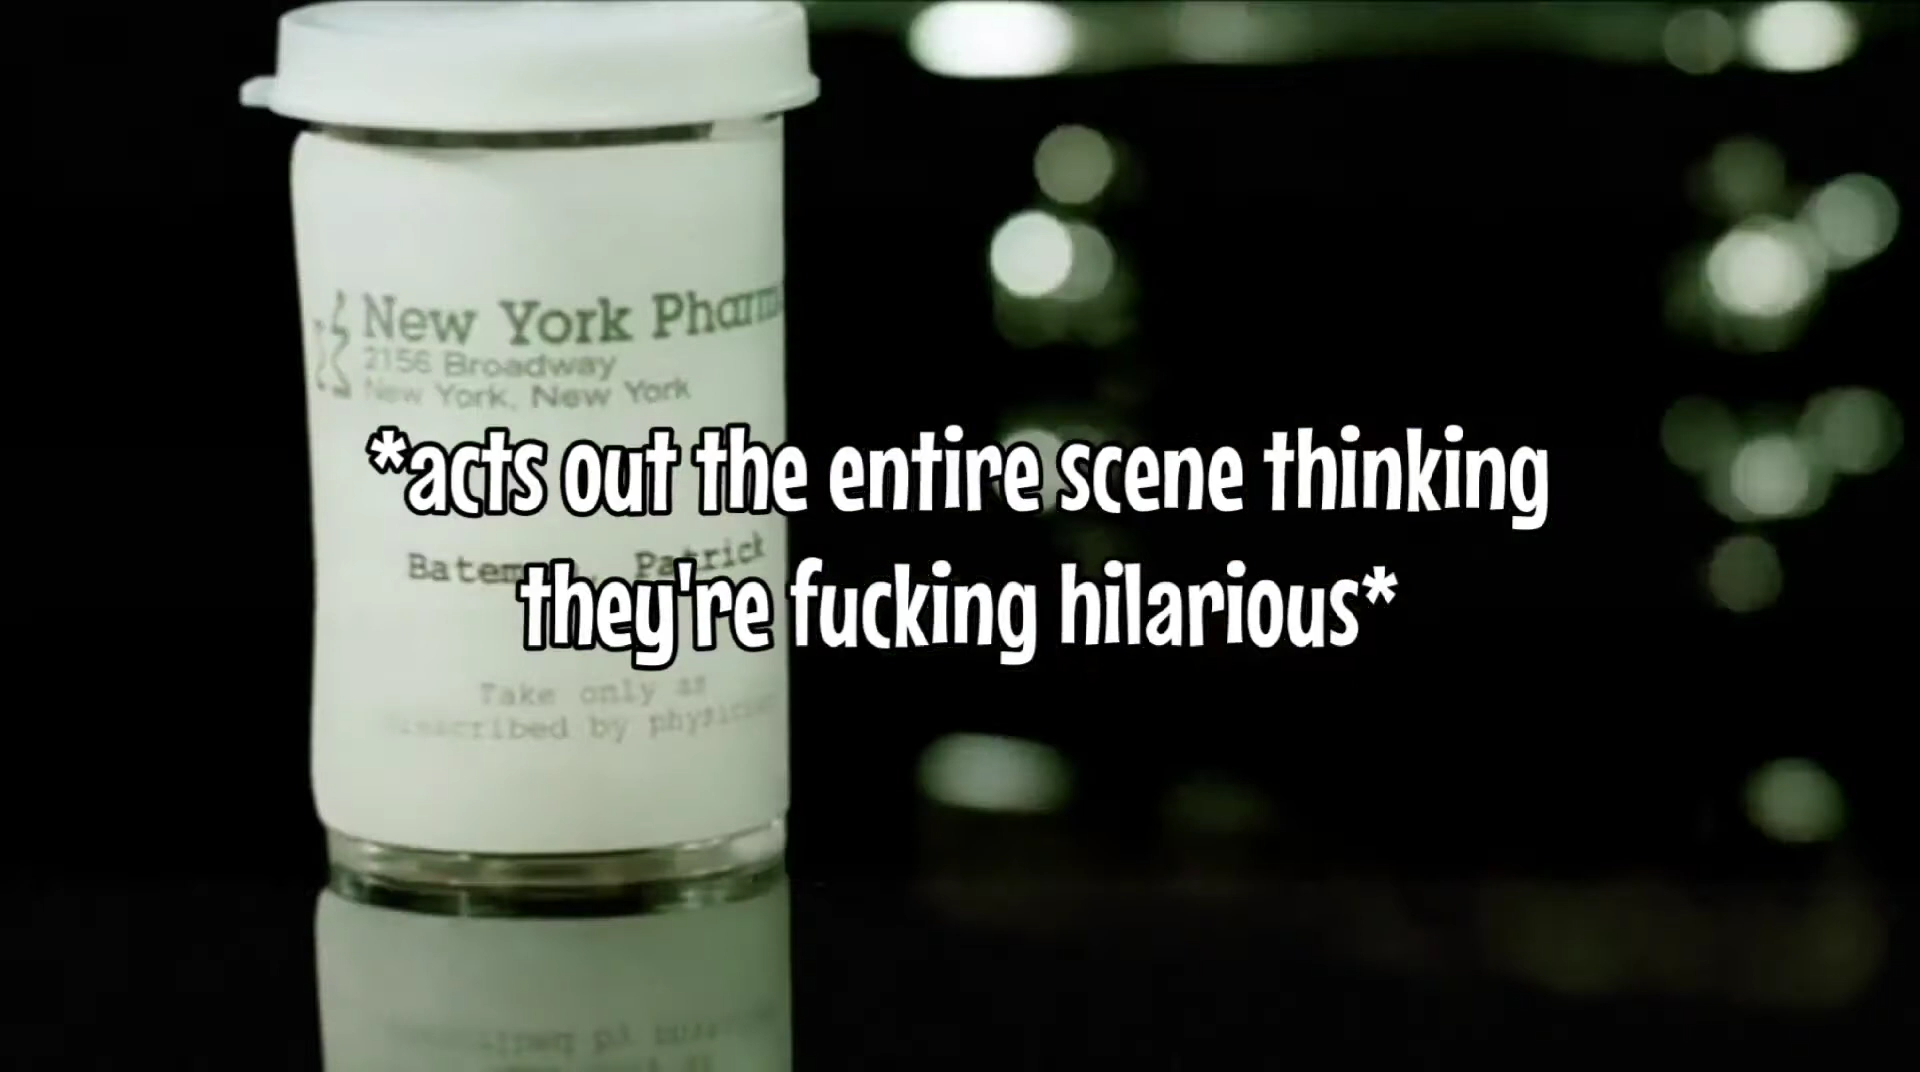 New York Pharm
2156 Broadway
New York, New York
*acts out the entire scene thinking
Patrick
they're fucking hilarious*
Take only as
by